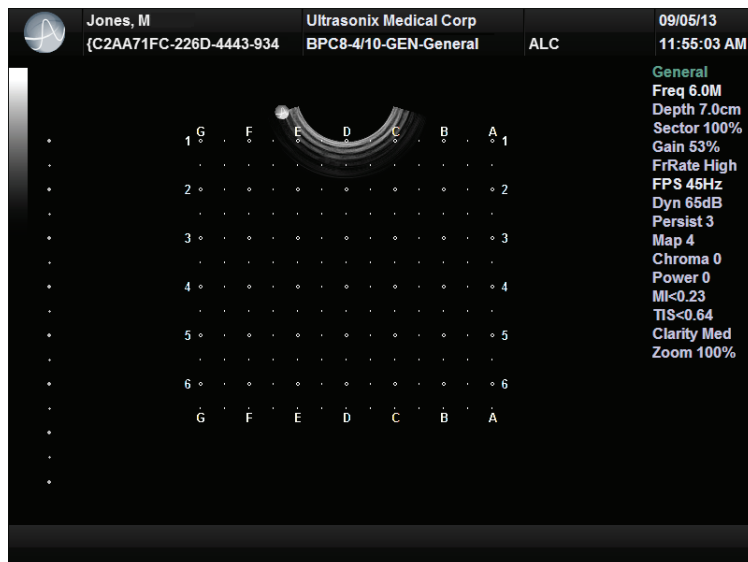 Jones, M
Ultrasonix Medical Corp
09/05/13
{C2AA71FC-226D-4443-934
BPC8-4/10-GEN-General
ALC
11:55:03 AM
General
Freq 6.0M
Depth 7.0cm
Sector 100%
Gain 53%
FrRate High
FPS 45Hz
Dyn 65dB
Persist 3
Map 4
Chroma 0
Power 0
MI<0.23
TIS<0.64
Clarity Med
Zoom 100%
G F E D C B A
1 1
2 2
3 3
4 4
5 5
6 6
G F E D C B A